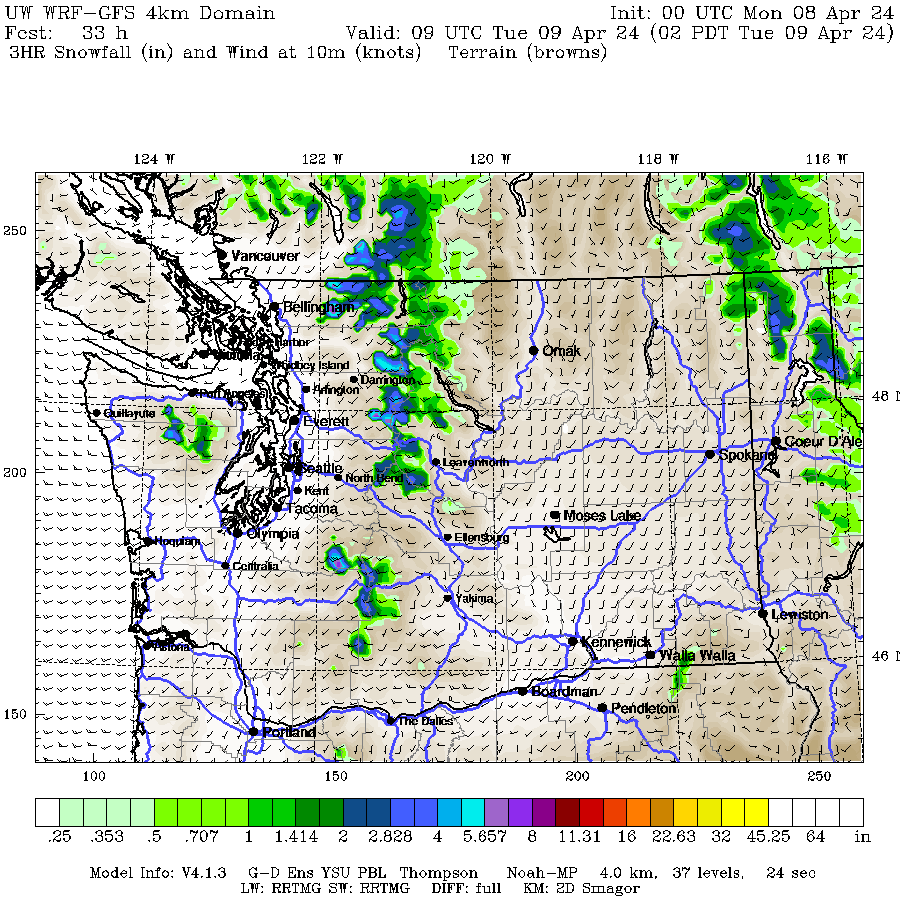 UW WRF-GFS 4km Domain Init: 00 UTC Mon 08 Apr 24
Fcst: 33 h Valid: 09 UTC Tue 09 Apr 24 (02 PDT Tue 09 Apr 24)
3HR Snowfall (in) and Wind at 10m (knots) Terrain (browns)
124 W 122 W 120 W 118 W 116 W
250
Vancouver
Bellingham
Whidbey Island
Omak
Port Angeles
Arlington
Darrington
48 N
Quillayute
Everett
Coeur D'Alene
Spokane
Leavenworth
200
Seattle
North Bend
Kent
Tacoma
Moses Lake
Olympia
Hoquiam
Ellensburg
Centralia
Yakima
Lewiston
Kennewick
Astoria
Walla Walla
46 N
Boardman
Pendleton
150
The Dalles
Portland
100 150 200 250
.25 .353 .5 .707 1 1.414 2 2.828 4 5.657 8 11.31 16 22.63 32 45.25 64 in
Model Info: V4.1.3 G-D Ens YSU PBL Thompson Noah-MP 4.0 km, 37 levels, 24 sec
LW: RRTMG SW: RRTMG DIFF: full KM: 2D Smagor